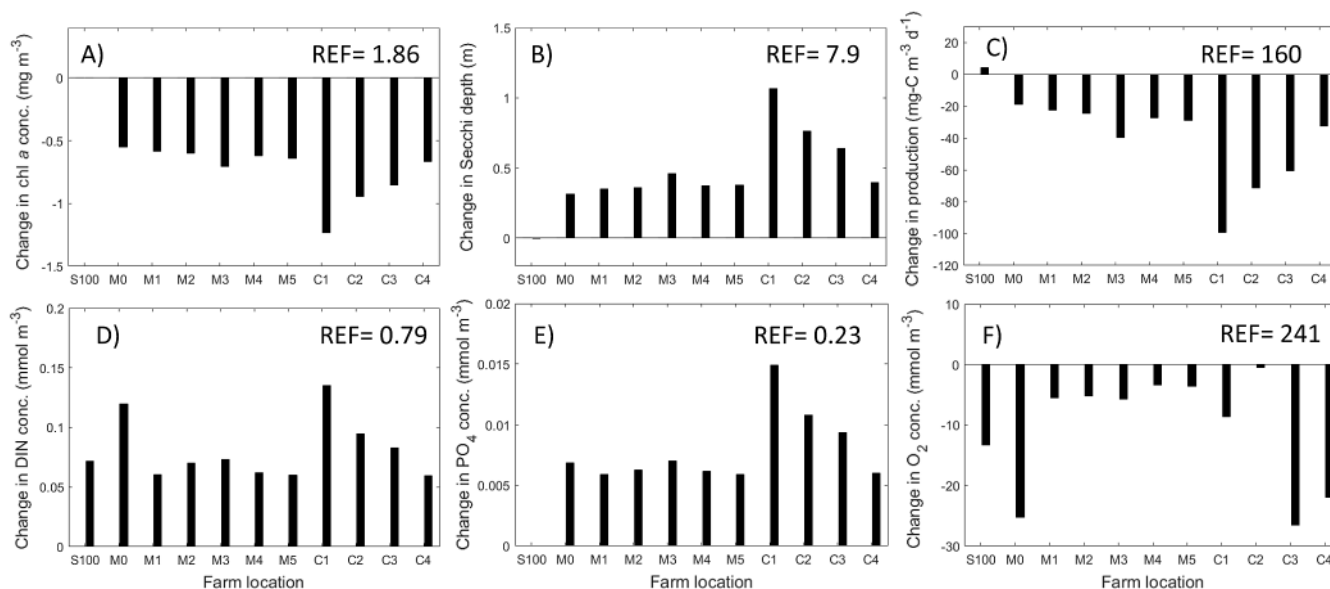 A)
REF= 1.86
Change in chl a conc. (mg m⁻³)
0
-0.5
-1
-1.5
S100 M0 M1 M2 M3 M4 M5 C1 C2 C3 C4
B)
REF= 7.9
Change in Secchi depth (m)
1.5
1
0.5
0
S100 M0 M1 M2 M3 M4 M5 C1 C2 C3 C4
C)
REF= 160
Change in production (mg-C m⁻³ d⁻¹)
20
0
-20
-40
-60
-80
-100
-120
S100 M0 M1 M2 M3 M4 M5 C1 C2 C3 C4
D)
REF= 0.79
Change in DIN conc. (mmol m⁻³)
0.2
0.15
0.1
0.05
0
S100 M0 M1 M2 M3 M4 M5 C1 C2 C3 C4
Farm location
E)
REF= 0.23
Change in PO₄ conc. (mmol m⁻³)
0.02
0.015
0.01
0.005
0
S100 M0 M1 M2 M3 M4 M5 C1 C2 C3 C4
Farm location
F)
REF= 241
Change in O₂ conc. (mmol m⁻³)
10
0
-10
-20
-30
S100 M0 M1 M2 M3 M4 M5 C1 C2 C3 C4
Farm location